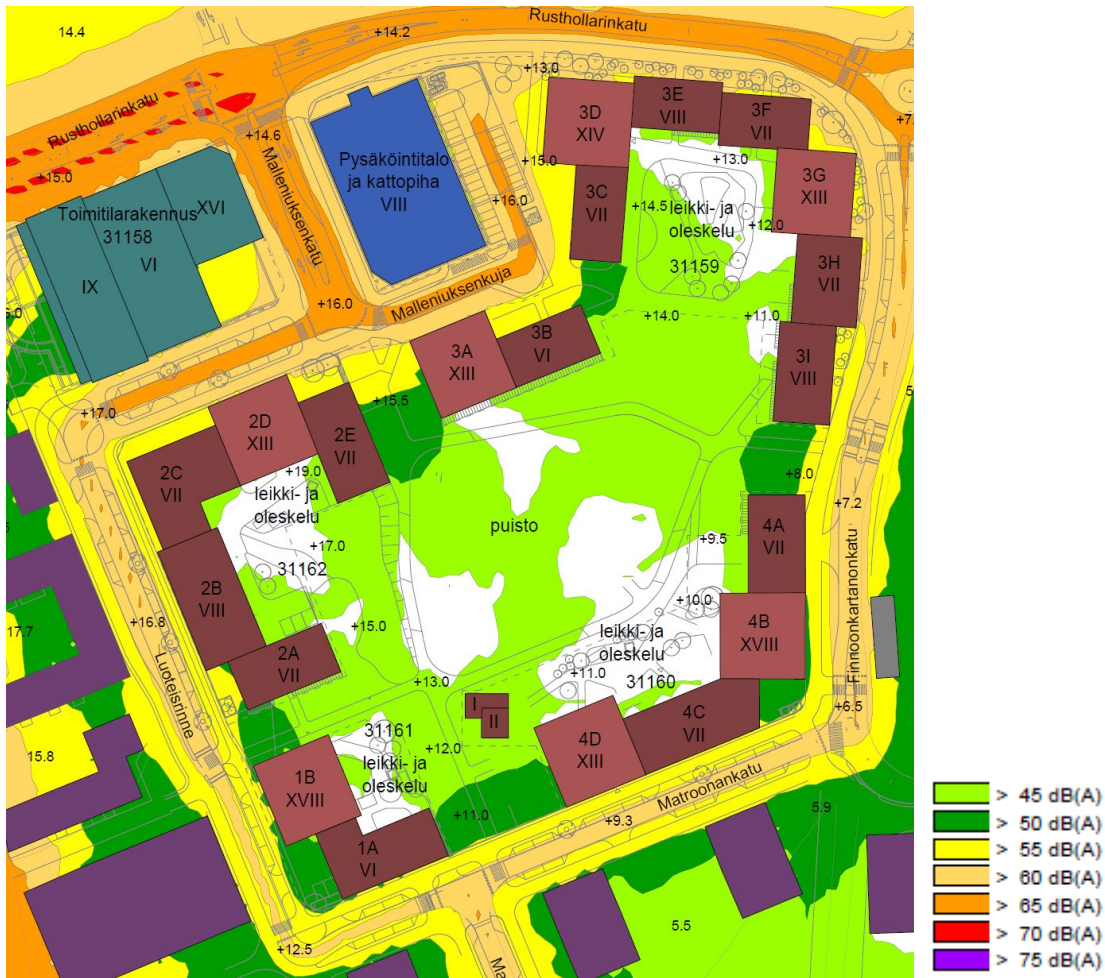 14.4
+14.2
Rusthollarinkatu
+13.0
3D
XIV
3E
VIII
3F
VII
+7.
Rusthollarinkatu
+14.6
+15.0
Pysäköintitalo
ja kattopiha
VIII
+15.0
+16.0
3C
VII
+13.0
3G
XIII
+14.5
leikki- ja
oleskelu
+12.0
31159
Toimitilarakennus
31158
XVI
VI
IX
Malleniuksenkatu
+16.0
Malleniuksenkuja
6.0
3H
VII
+14.0
+11.0
3A
XIII
3B
VI
3I
VIII
+17.0
2D
XIII
2E
VII
+15.5
5.
2C
VII
+19.0
leikki- ja
oleskelu
+17.0
31162
puisto
+8.0
+7.2
4A
VII
+9.5
2B
VIII
+16.8
17.7
+15.0
+10.0
4B
XVIII
leikki- ja
oleskelu
31160
+11.0
Finnoonkartanonkatu
2A
VII
Luoteisrinne
+13.0
I
II
4C
VII
+6.5
31161
+12.0
leikki- ja
oleskelu
4D
XIII
15.8
1B
XVIII
Matroonankatu
+11.0
+9.3
5.9
1A
VI
+12.5
5.5
Ma
> 45 dB(A)
> 50 dB(A)
> 55 dB(A)
> 60 dB(A)
> 65 dB(A)
> 70 dB(A)
> 75 dB(A)